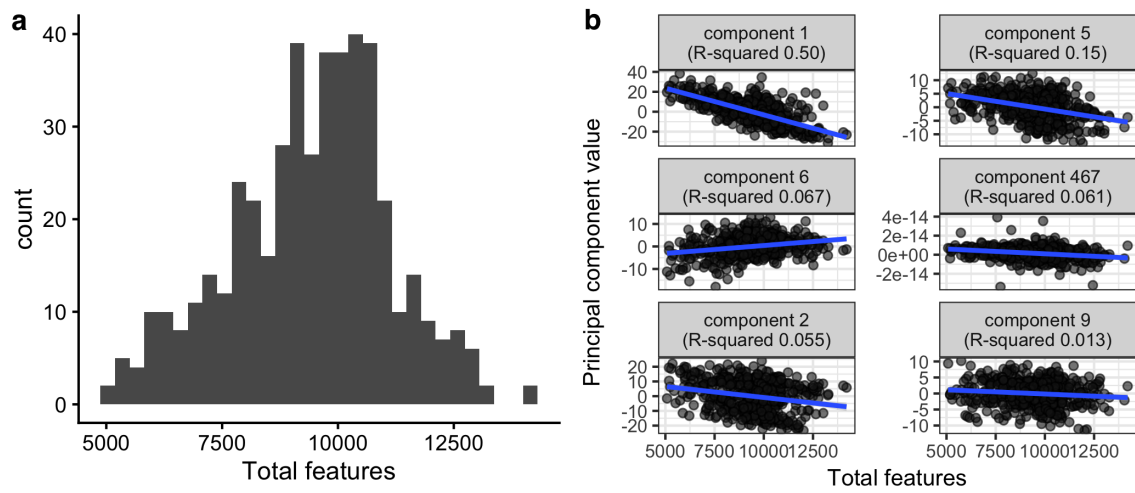 a
count
40
30
20
10
0
5000 7500 10000 12500
Total features
b
Principal component value
component 1
(R-squared 0.50)
40
20
0
-20
component 5
(R-squared 0.15)
10
5
0
-5
-10
component 6
(R-squared 0.067)
10
0
-10
component 467
(R-squared 0.061)
4e-14
2e-14
0e+00
-2e-14
component 2
(R-squared 0.055)
20
10
0
-10
-20
component 9
(R-squared 0.013)
10
5
0
-5
-10
5000 7500 10000 12500
5000 7500 10000 12500
Total features